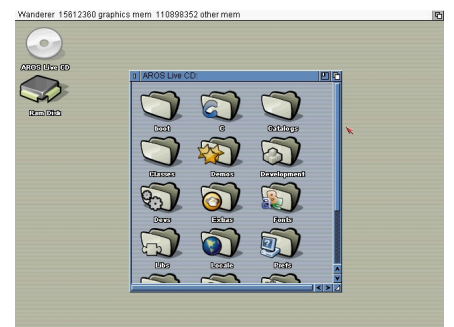 Wanderer 15612360 graphics mem 110898352 other mem
AROS Live CD
Ram Disk
AROS Live CD:
boot C Catalogs
Classes Demos Development
Devs Extras Fonts
Libs Locale Prefs